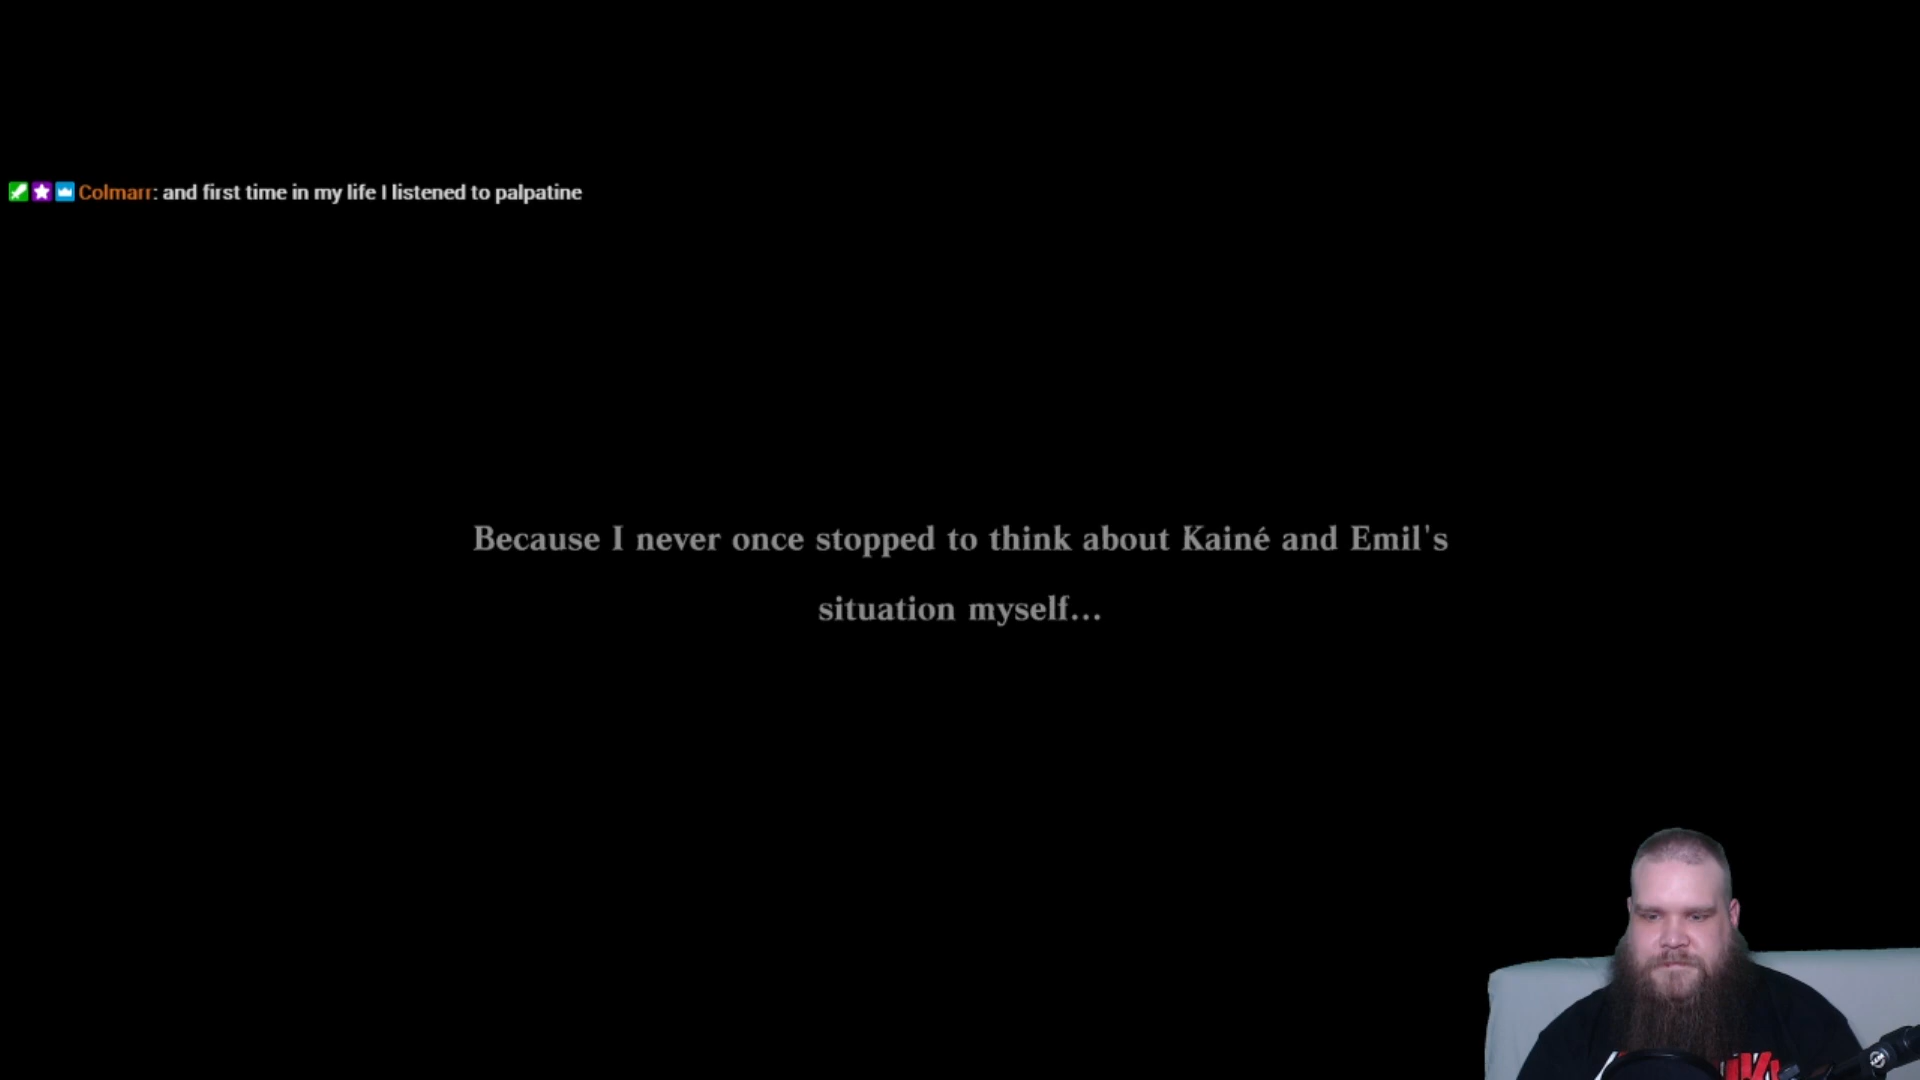 Colmarr: and first time in my life I listened to palpatine
Because I never once stopped to think about Kainé and Emil's
situation myself...